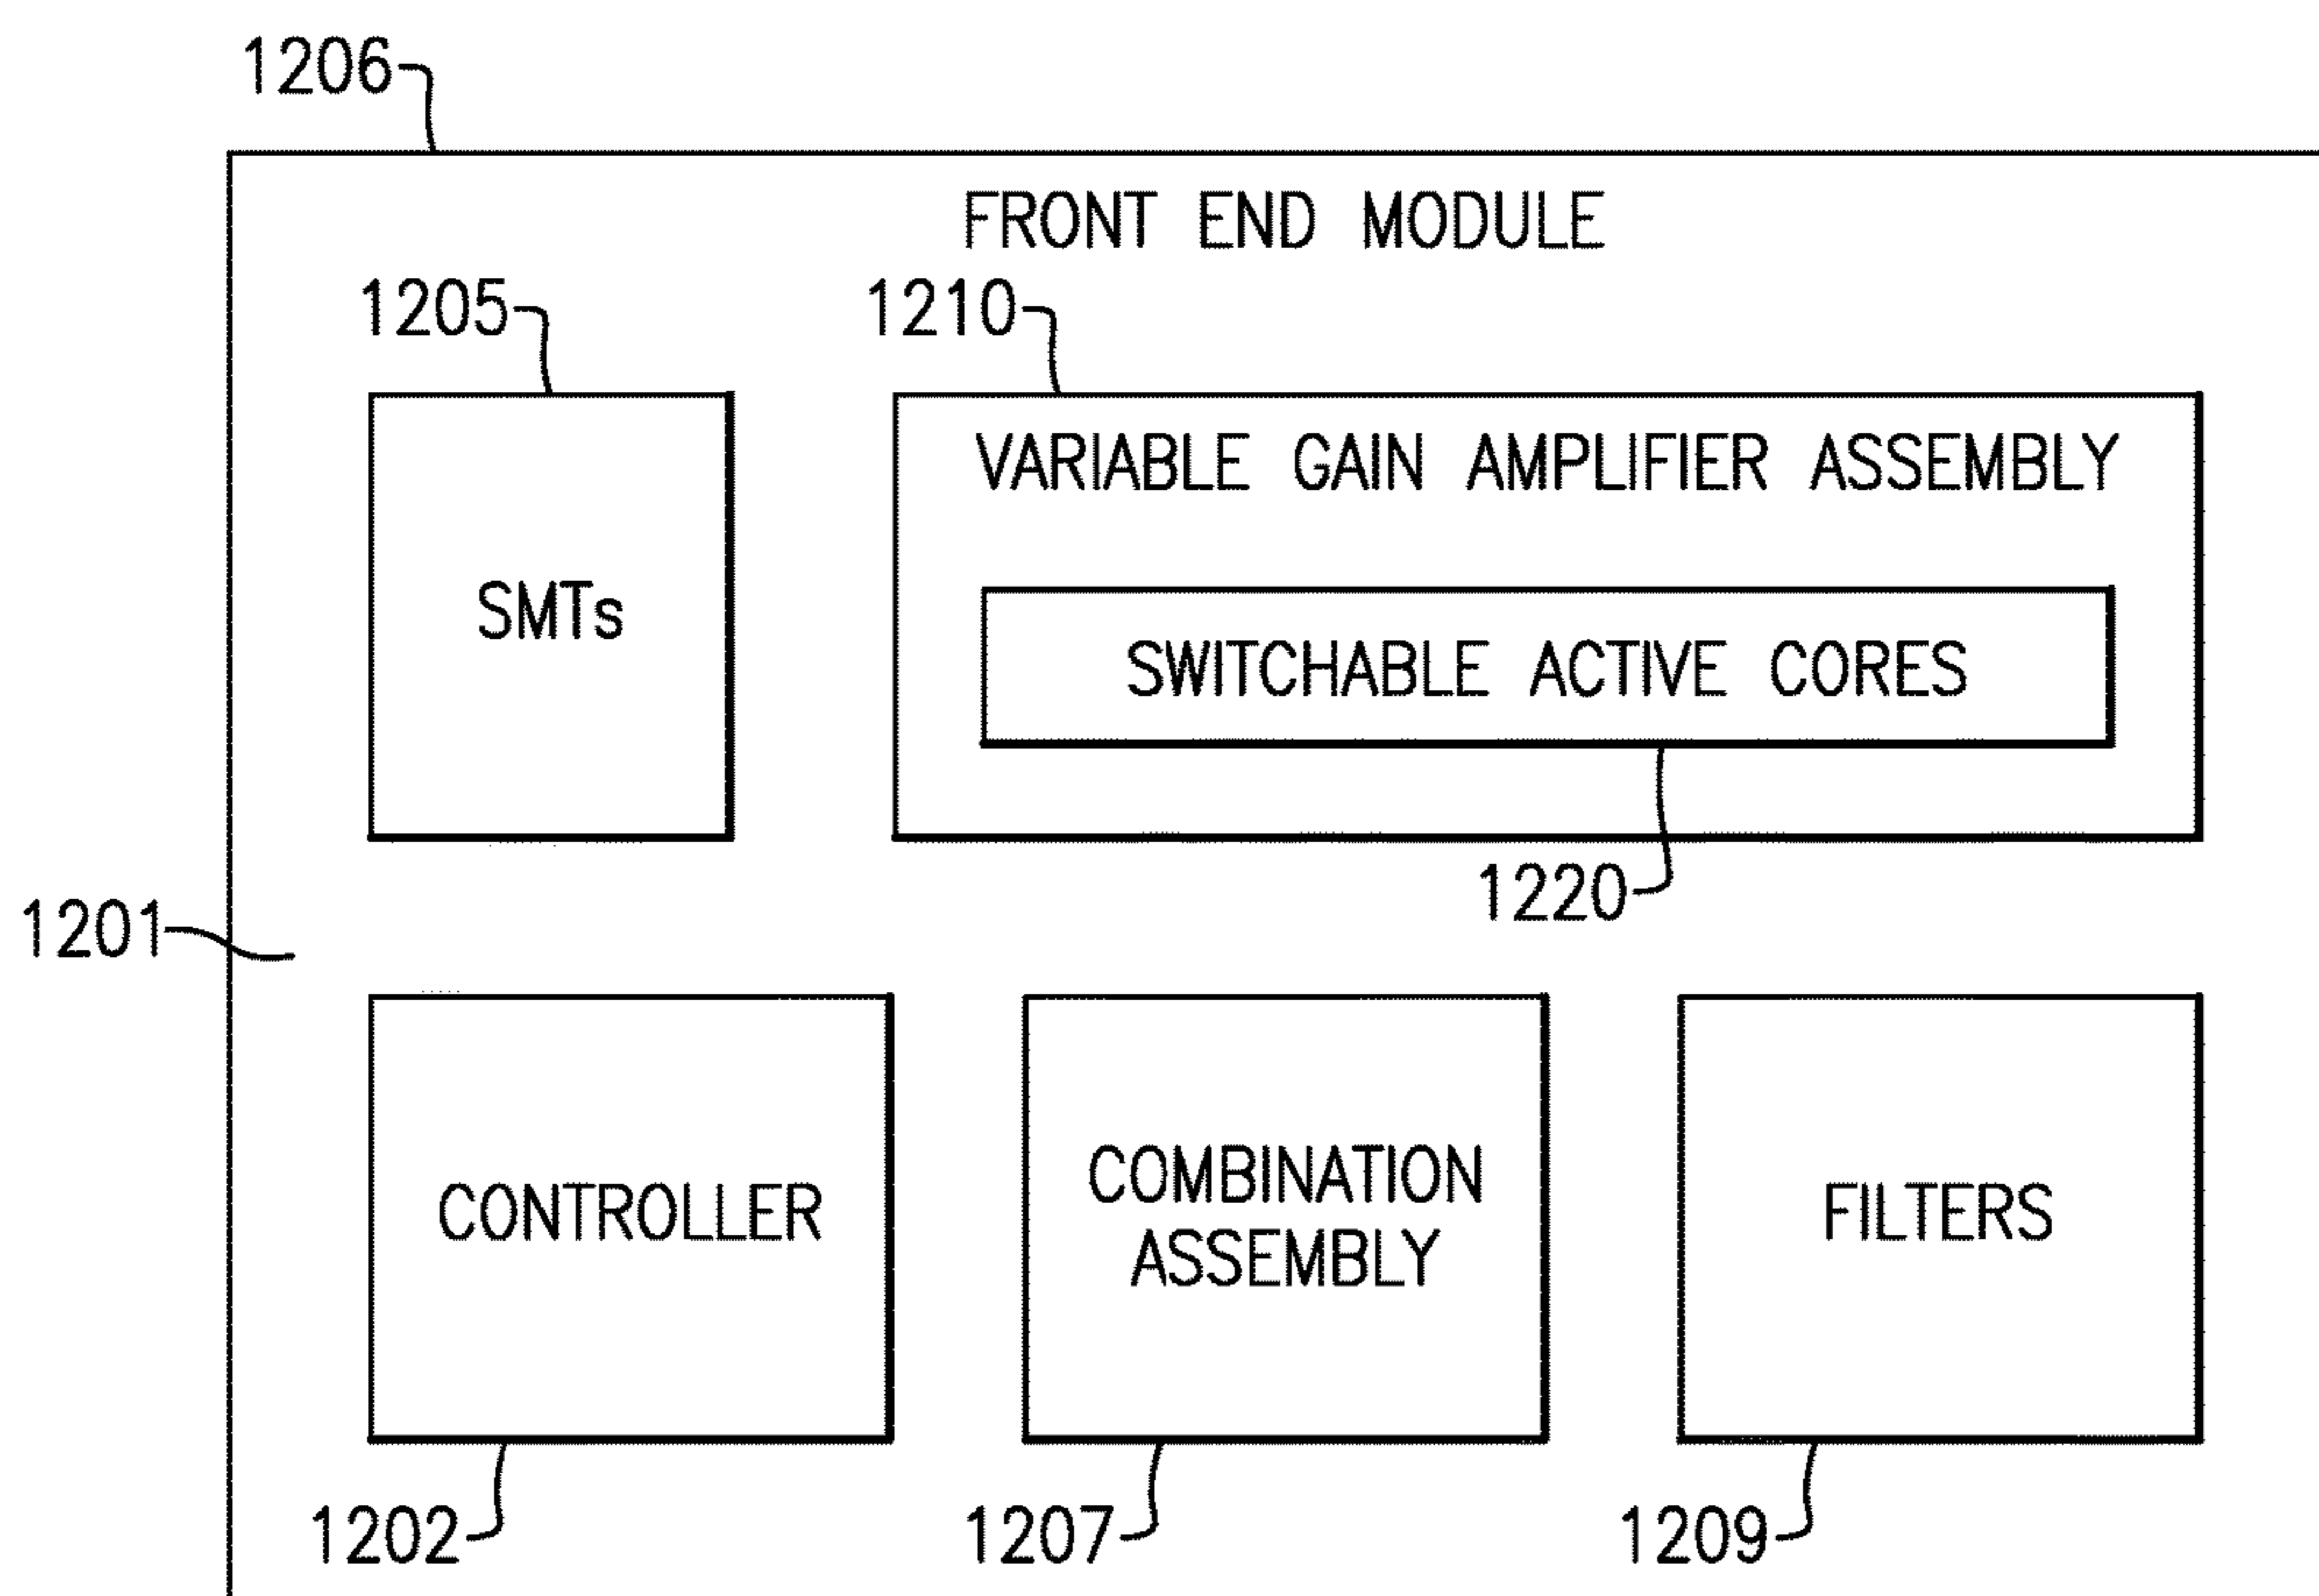 1206
FRONT END MODULE
1205
1210
VARIABLE GAIN AMPLIFIER ASSEMBLY
SMTs
SWITCHABLE ACTIVE CORES
1220
1201
CONTROLLER
COMBINATION
ASSEMBLY
FILTERS
1202
1207
1209